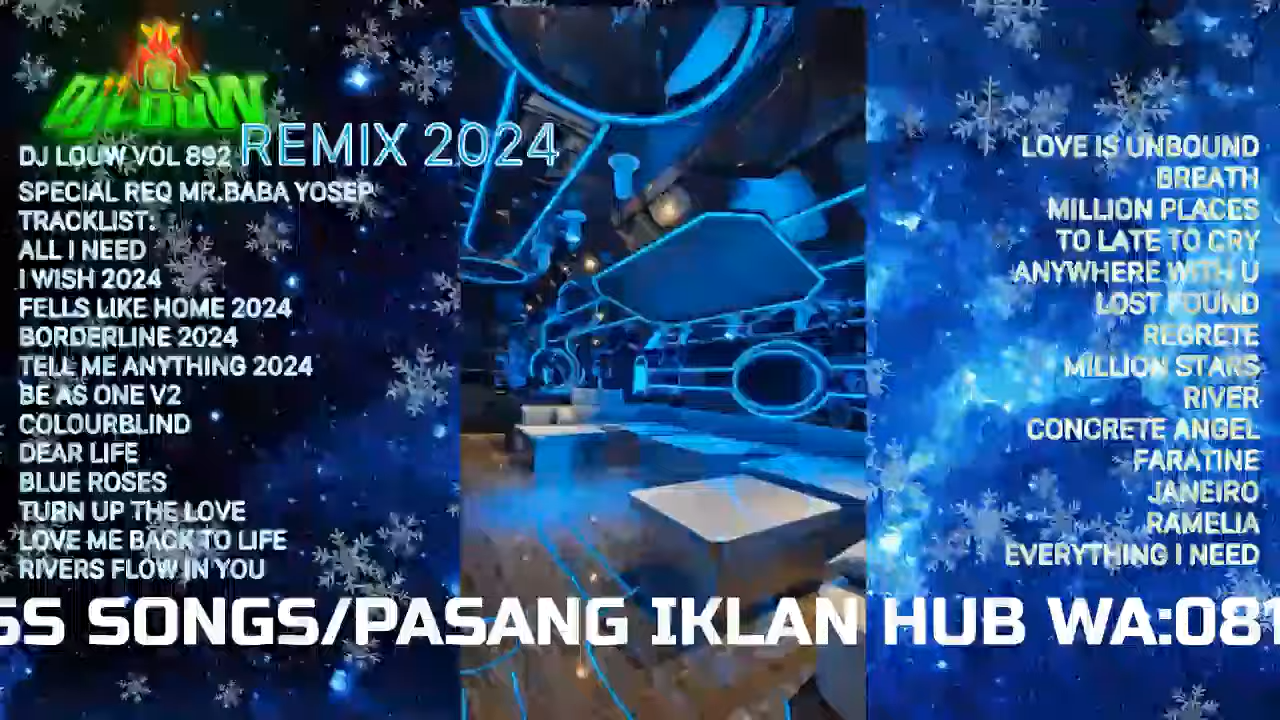 DJ LOUW
REMIX 2024
DJ LOUW VOL 892
SPECIAL REQ MR.BABA YOSEP
TRACKLIST:
ALL I NEED
I WISH 2024
FELLS LIKE HOME 2024
BORDERLINE 2024
TELL ME ANYTHING 2024
BE AS ONE V2
COLOURBLIND
DEAR LIFE
BLUE ROSES
TURN UP THE LOVE
LOVE ME BACK TO LIFE
RIVERS FLOW IN YOU
LOVE IS UNBOUND
BREATH
MILLION PLACES
TO LATE TO CRY
ANYWHERE WITH U
LOST FOUND
REGRETE
MILLION STARS
RIVER
CONCRETE ANGEL
FARATINE
JANEIRO
RAMELIA
EVERYTHING I NEED
SS SONGS/PASANG IKLAN HUB WA:081